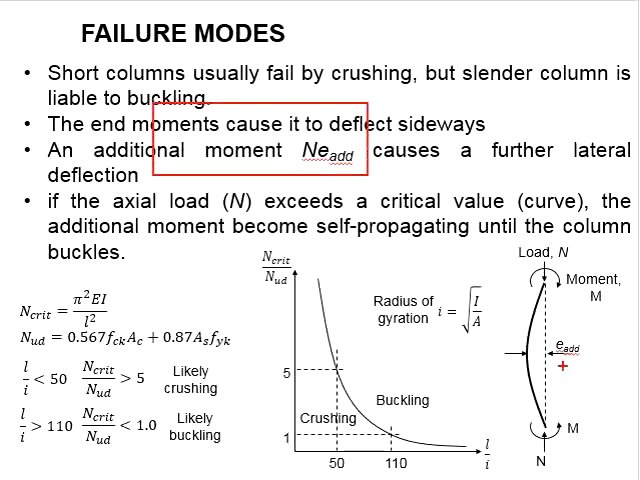 FAILURE MODES
• Short columns usually fail by crushing, but slender column is
liable to buckling.
• The end moments cause it to deflect sideways
• An additional moment Ne_add causes a further lateral
deflection
• if the axial load (N) exceeds a critical value (curve), the
additional moment become self-propagating until the column
buckles.
N_crit = π²EI / l²
N_ud = 0.567f_ck A_c + 0.87A_s f_yk
l/i < 50 N_crit/N_ud > 5 Likely
crushing
l/i > 110 N_crit/N_ud < 1.0 Likely
buckling
N_crit/N_ud
Radius of
gyration i = √(I/A)
5
Buckling
Crushing
1
50 110 l/i
Load, N
Moment,
M
e_add
+
M
N